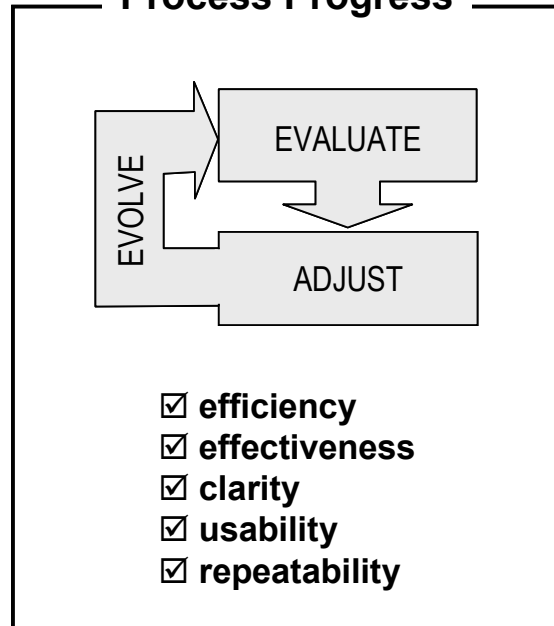 Process Progress
EVALUATE
EVOLVE
ADJUST
☑ efficiency
☑ effectiveness
☑ clarity
☑ usability
☑ repeatability